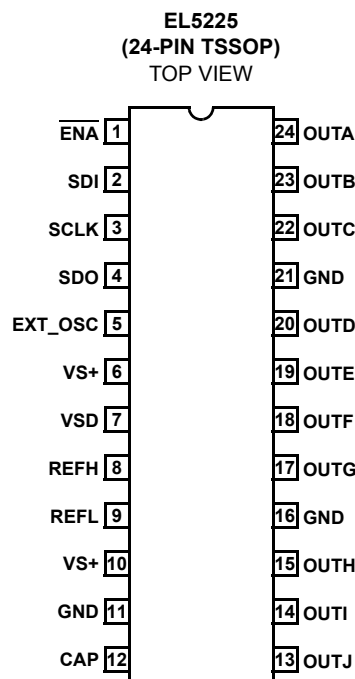 EL5225
(24-PIN TSSOP)
TOP VIEW
ENA 1 24 OUTA
SDI 2 23 OUTB
SCLK 3 22 OUTC
SDO 4 21 GND
EXT_OSC 5 20 OUTD
VS+ 6 19 OUTE
VSD 7 18 OUTF
REFH 8 17 OUTG
REFL 9 16 GND
VS+ 10 15 OUTH
GND 11 14 OUTI
CAP 12 13 OUTJ